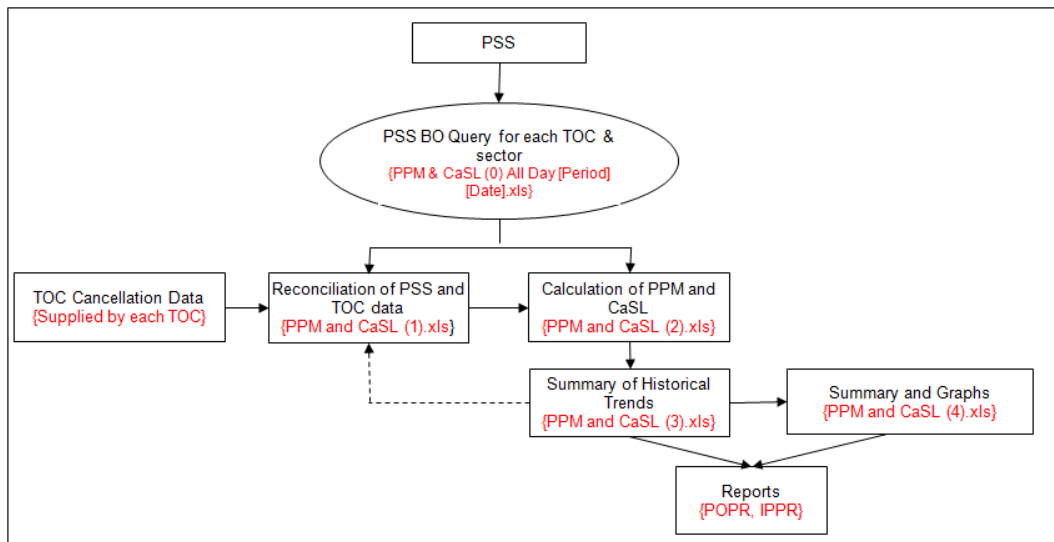 PSS
PSS BO Query for each TOC &
sector
{PPM & CaSL (0) All Day [Period]
[Date].xls}
TOC Cancellation Data
{Supplied by each TOC}
Reconciliation of PSS and
TOC data
{PPM and CaSL (1).xls}
Calculation of PPM and
CaSL
{PPM and CaSL (2).xls}
Summary of Historical
Trends
{PPM and CaSL (3).xls}
Summary and Graphs
{PPM and CaSL (4).xls}
Reports
{POPR, IPPR}